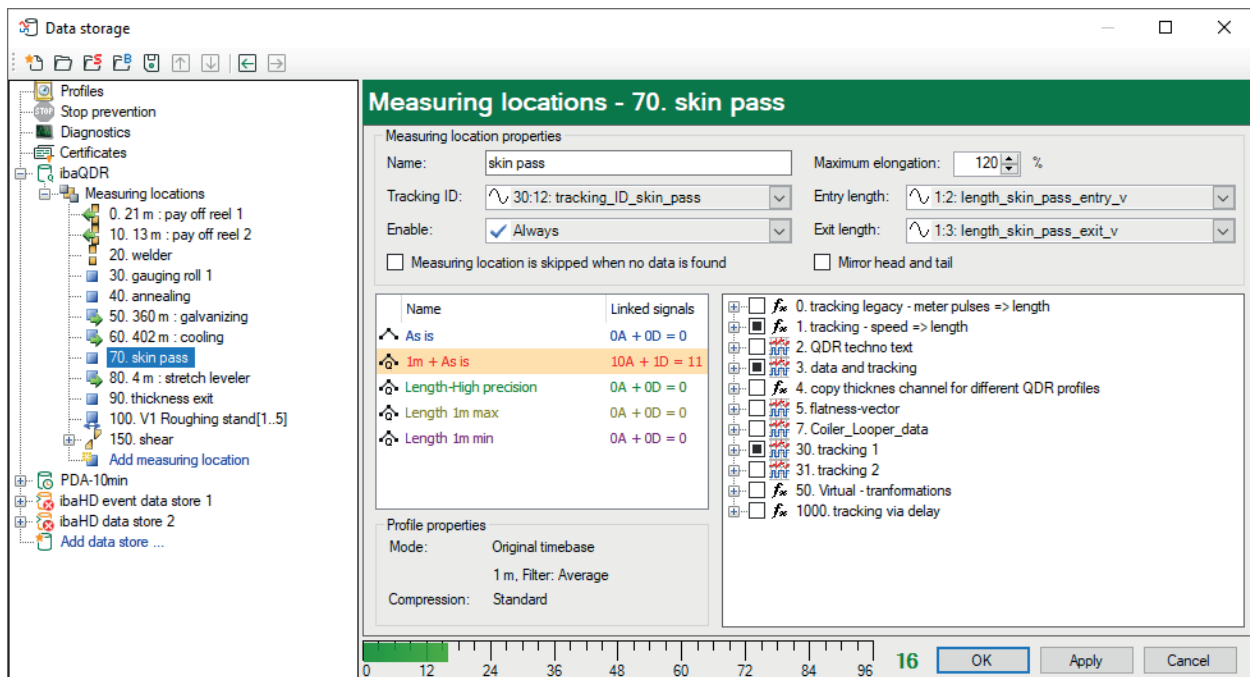 Data storage
S B
Profiles
STOP Stop prevention
Diagnostics
Certificates
ibaQDR
Measuring locations
0. 21 m : pay off reel 1
10. 13 m : pay off reel 2
20. welder
30. gauging roll 1
40. annealing
50. 360 m : galvanizing
60. 402 m : cooling
70. skin pass
80. 4 m : stretch leveler
90. thickness exit
100. V1 Roughing stand[1..5]
150. shear
Add measuring location
PDA-10min
ibaHD event data store 1
ibaHD data store 2
Add data store ...
Measuring locations - 70. skin pass
Measuring location properties
Name: skin pass Maximum elongation: 120 %
Tracking ID: 30:12: tracking_ID_skin_pass Entry length: 1:2: length_skin_pass_entry_v
Enable: Always Exit length: 1:3: length_skin_pass_exit_v
Measuring location is skipped when no data is found Mirror head and tail
Name Linked signals
As is 0A + 0D = 0
1m + As is 10A + 1D = 11
Length-High precision 0A + 0D = 0
Length 1m max 0A + 0D = 0
Length 1m min 0A + 0D = 0
fx 0. tracking legacy - meter pulses => length
fx 1. tracking - speed => length
2. QDR techno text
3. data and tracking
fx 4. copy thicknes channel for different QDR profiles
5. flatness-vector
7. Coiler_Looper_data
30. tracking 1
31. tracking 2
fx 50. Virtual - tranformations
fx 1000. tracking via delay
Profile properties
Mode: Original timebase
1 m, Filter: Average
Compression: Standard
0 12 24 36 48 60 72 84 96 16 OK Apply Cancel